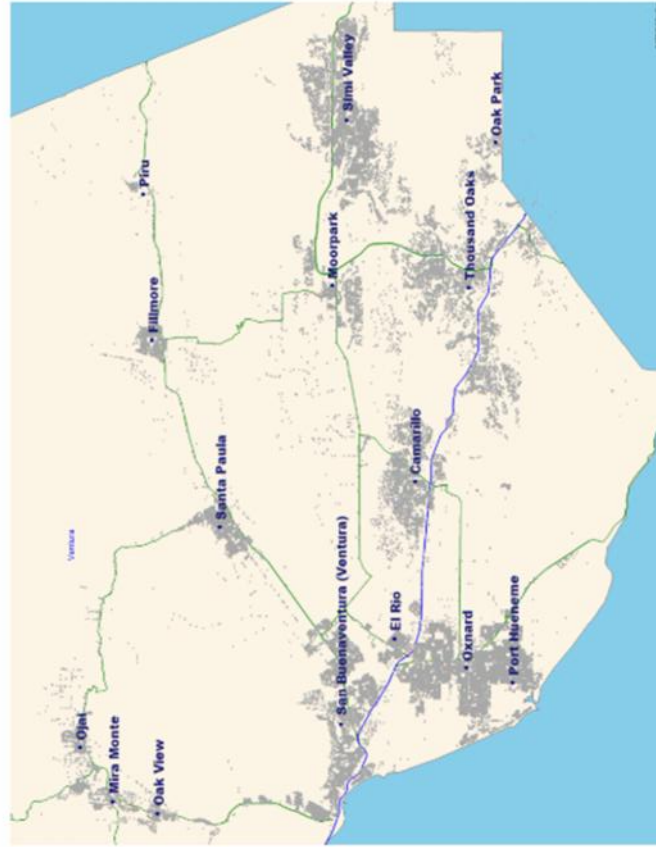 Ventura
Ojai
Mira Monte
Piru
Fillmore
Oak View
Santa Paula
Moorpark
San Buenaventura (Ventura)
Simi Valley
El Rio
Camarillo
Oxnard
Thousand Oaks
Oak Park
Port Hueneme